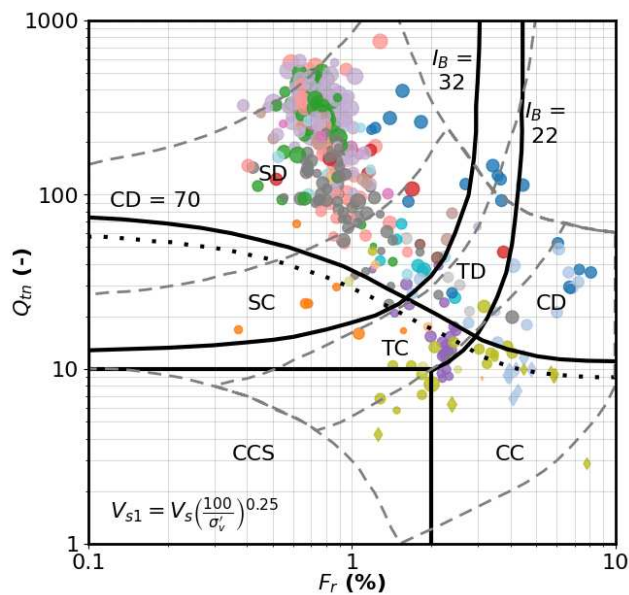 1000
I_B =
32
I_B =
22
SD
100
CD = 70
Q_tn (-)
SC
TD
CD
TC
10
CCS
CC
V_s1 = V_s(100/σ'_v)^0.25
1
0.1
1
10
F_r (%)